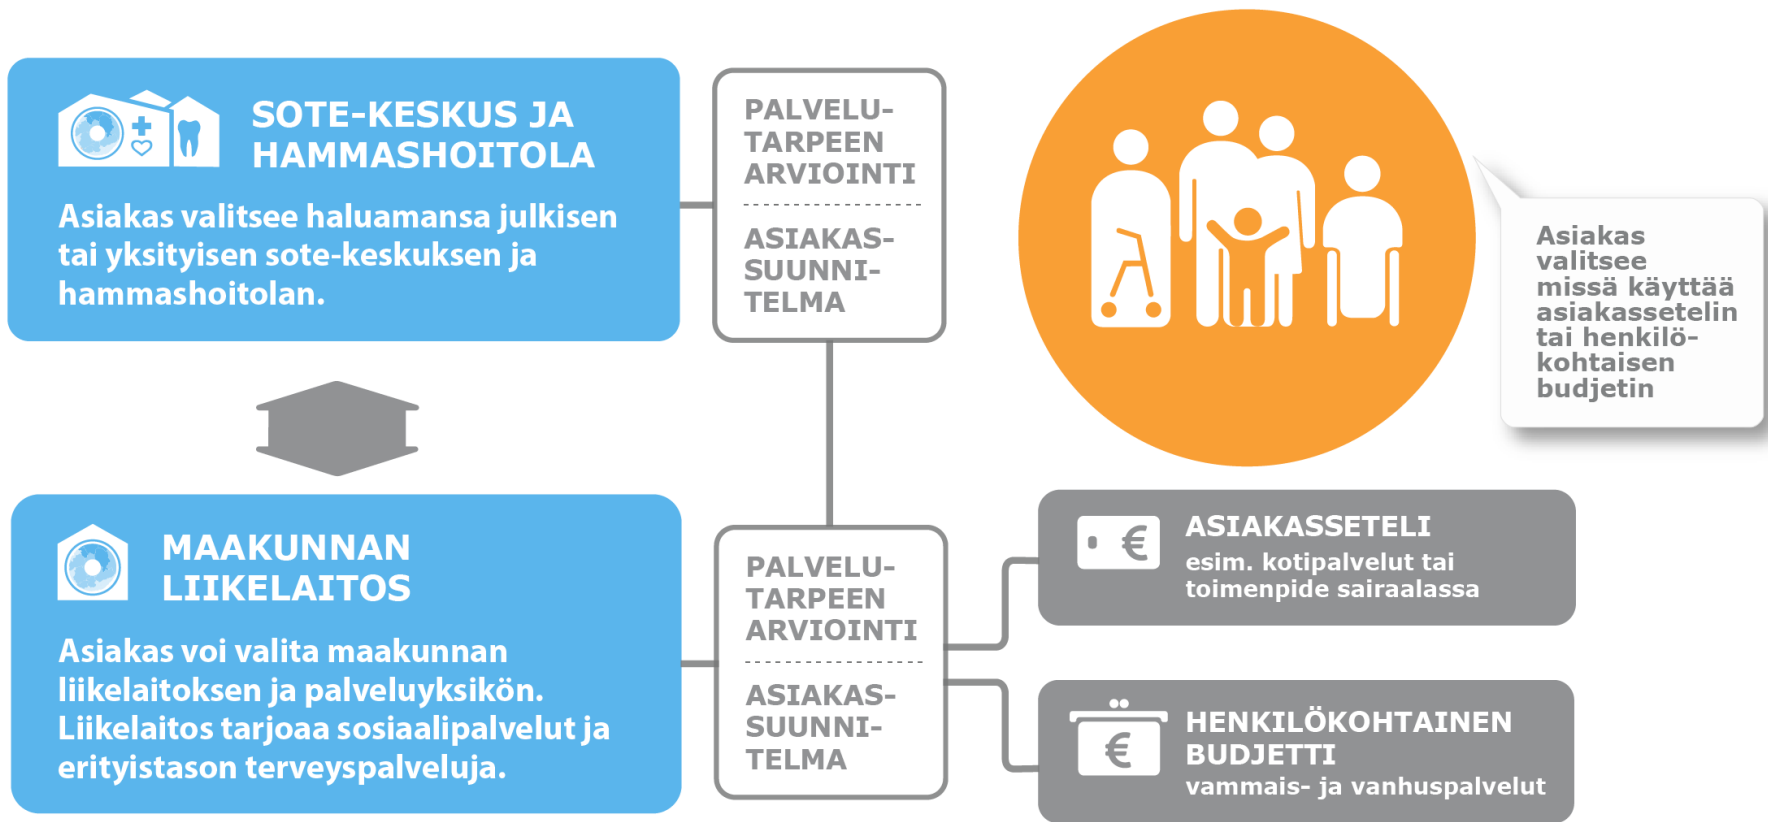 SOTE-KESKUS JA
HAMMASHOITOLA
Asiakas valitsee haluamansa julkisen
tai yksityisen sote-keskuksen ja
hammashoitolan.
PALVELU-
TARPEEN
ARVIOINTI
ASIAKAS-
SUUNNI-
TELMA
Asiakas
valitsee
missä käyttää
asiakassetelin
tai henkilö-
kohtaisen
budjetin
MAAKUNNAN
LIIKELAITOS
Asiakas voi valita maakunnan
liikelaitoksen ja palveluyksikön.
Liikelaitos tarjoaa sosiaalipalvelut ja
erityistason terveyspalveluja.
PALVELU-
TARPEEN
ARVIOINTI
ASIAKAS-
SUUNNI-
TELMA
€
ASIAKASSETELI
esim. kotipalvelut tai
toimenpide sairaalassa
€
HENKILÖKOHTAINEN
BUDJETTI
vammais- ja vanhuspalvelut